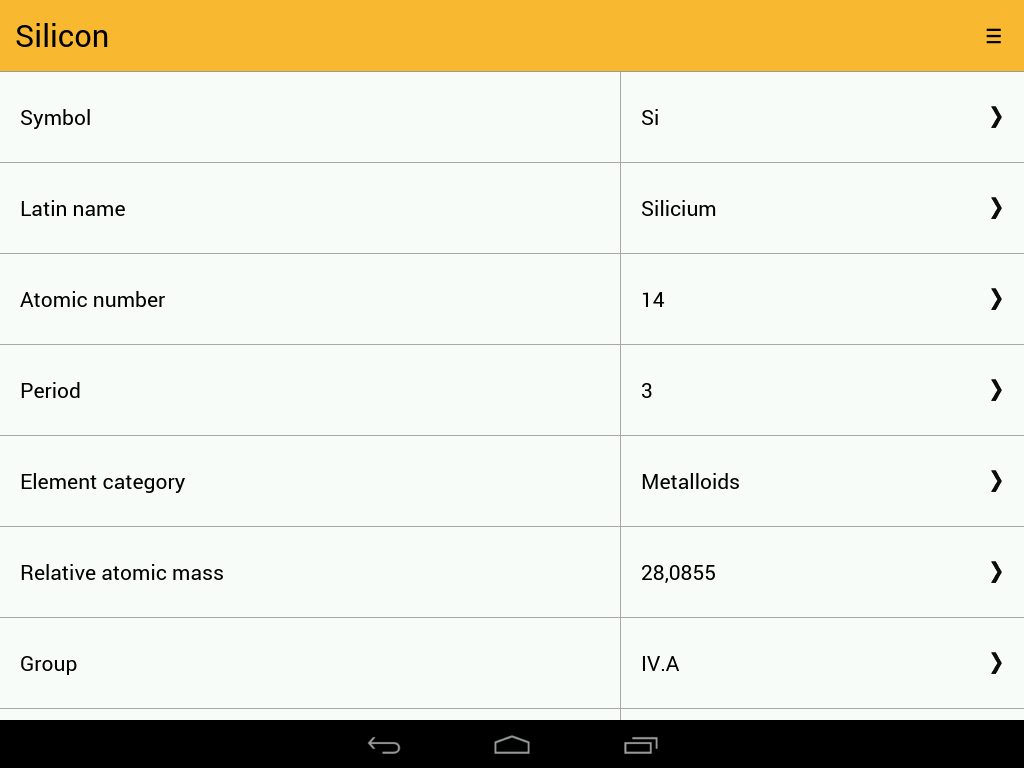 Silicon
Symbol Si
Latin name Silicium
Atomic number 14
Period 3
Element category Metalloids
Relative atomic mass 28,0855
Group IV.A